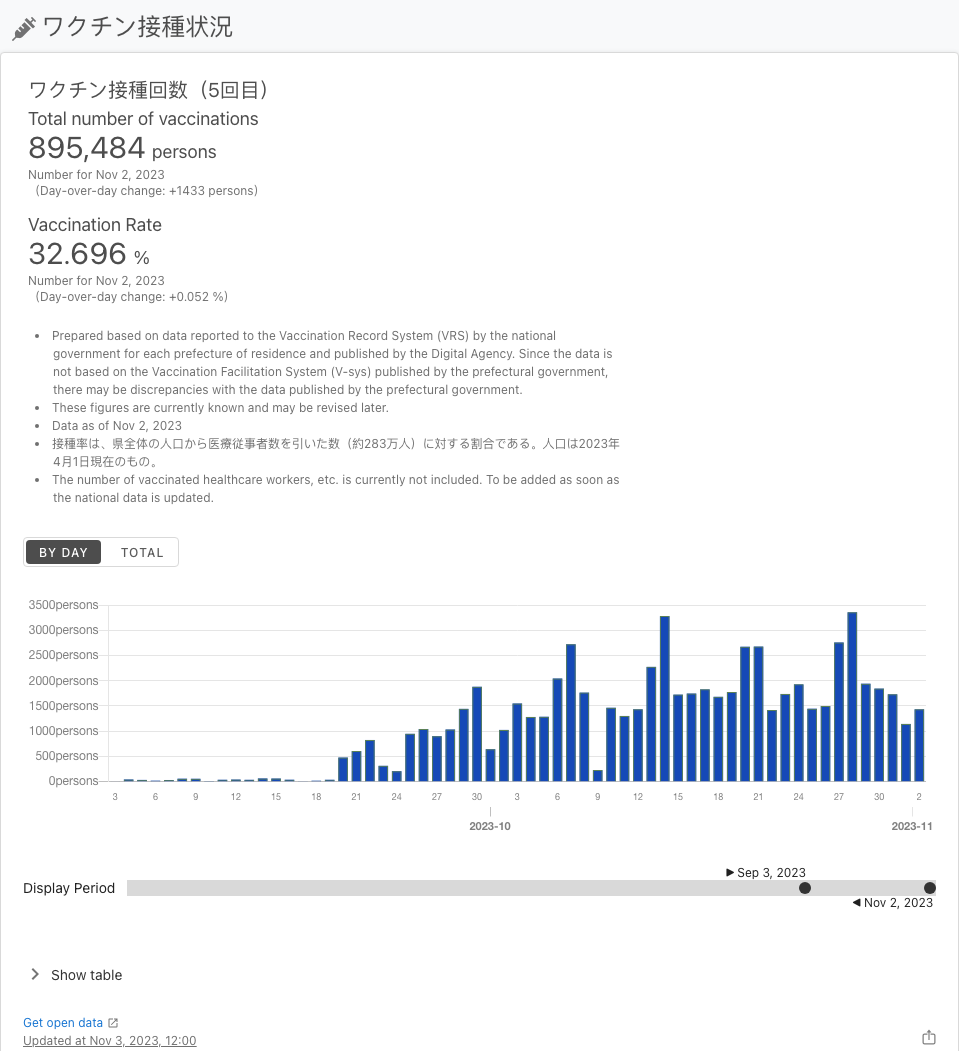 ワクチン接種状況
ワクチン接種回数（5回目）
Total number of vaccinations
895,484 persons
Number for Nov 2, 2023
（Day-over-day change: +1433 persons）
Vaccination Rate
32.696 %
Number for Nov 2, 2023
（Day-over-day change: +0.052 %）
• Prepared based on data reported to the Vaccination Record System (VRS) by the national
government for each prefecture of residence and published by the Digital Agency. Since the data is
not based on the Vaccination Facilitation System (V-sys) published by the prefectural government,
there may be discrepancies with the data published by the prefectural government.
• These figures are currently known and may be revised later.
• Data as of Nov 2, 2023
• 接種率は、県全体の人口から医療従事者数を引いた数（約283万人）に対する割合である。人口は2023年
4月1日現在のもの。
• The number of vaccinated healthcare workers, etc. is currently not included. To be added as soon as
the national data is updated.
BY DAY TOTAL
3500persons
3000persons
2500persons
2000persons
1500persons
1000persons
500persons
0persons
3 6 9 12 15 18 21 24 27 30 3 6 9 12 15 18 21 24 27 30 2
2023-10 2023-11
▶ Sep 3, 2023
Display Period
◀ Nov 2, 2023
Show table
Get open data
Updated at Nov 3, 2023, 12:00